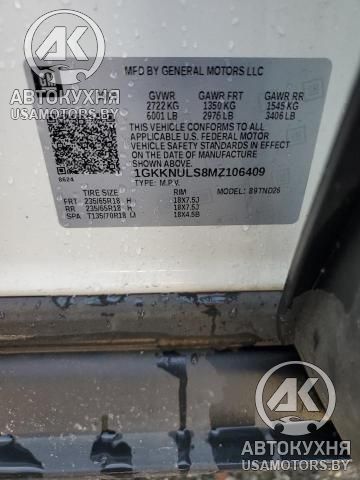 MFD BY GENERAL MOTORS LLC
GVWR GAWR FRT GAWR RR
2722 KG 1350 KG 1545 KG
6001 LB 2976 LB 3406 LB
THIS VEHICLE CONFORMS TO ALL
APPLICABLE U.S. FEDERAL MOTOR
VEHICLE SAFETY STANDARDS IN EFFECT
ON THE DATE OF MANUFACTURE
SHOWN ABOVE.
1GKKNULS8MZ106409
TYPE: M.P.V.
8624
TIRE SIZE RIM MODEL: 89TND26
FRT 235/65R18 H 18X7.5J
RR 235/65R18 H 18X7.5J
SPA T135/70R18 M 18X4.5B
АК
АВТОКУХНЯ
USAMOTORS.BY
АК
АВТОКУХНЯ
USAMOTORS.BY